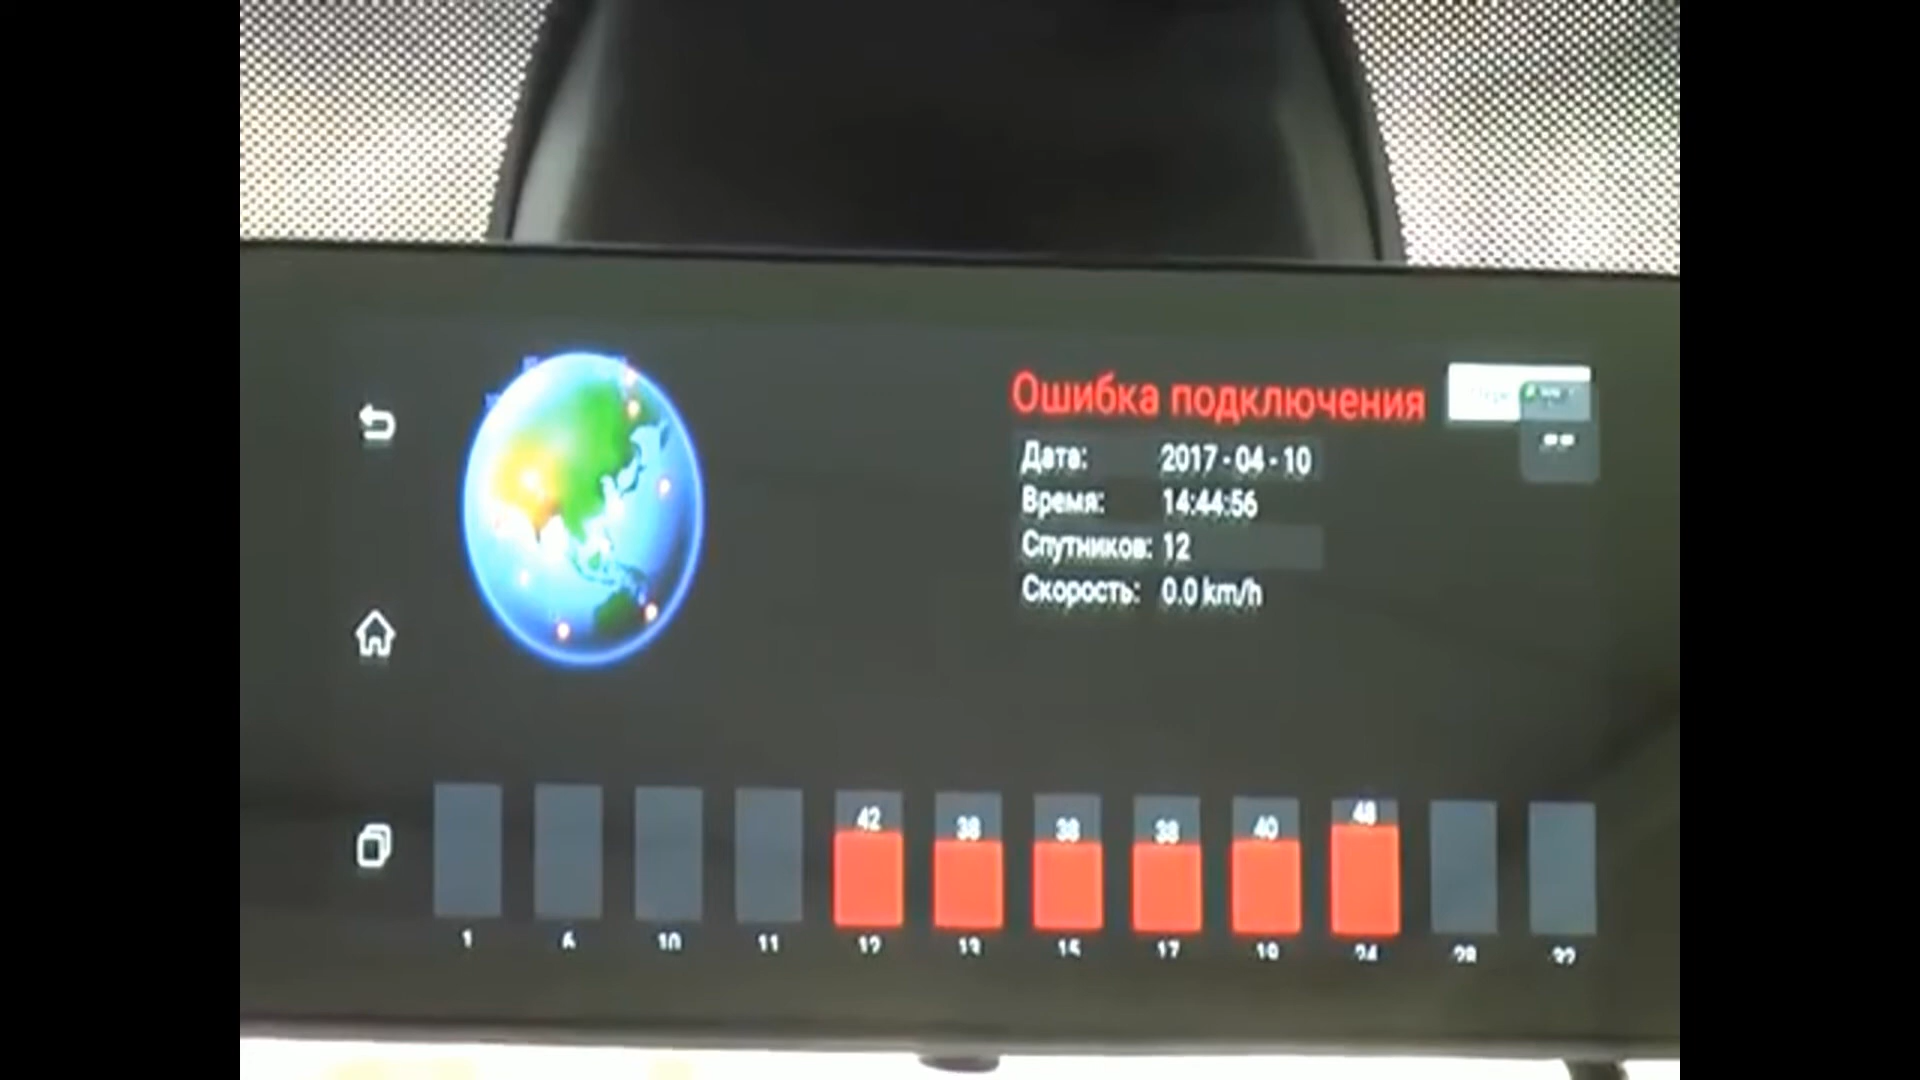 Ошибка подключения
Дата: 2017 - 04 - 10
Время: 14:44:56
Спутников: 12
Скорость: 0.0 km/h
42 38 38 38 40 48
1 6 10 11 12 13 15 17 19 24 28 32